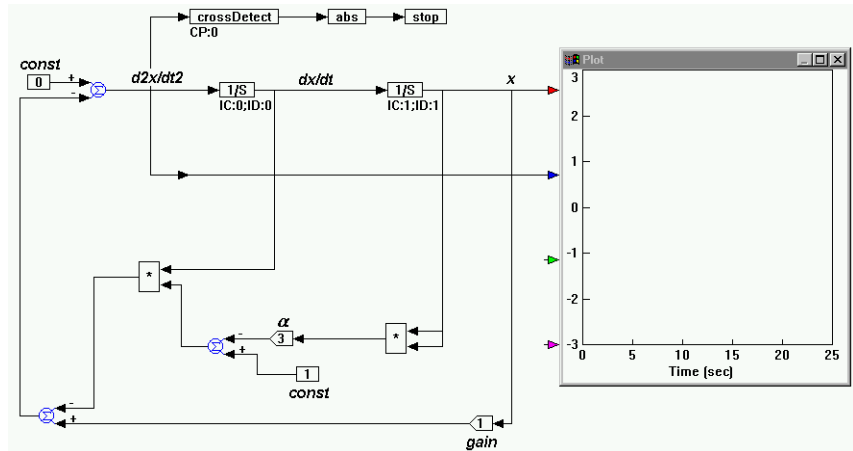 crossDetect abs stop
CP:0
const
0 + d2x/dt2 1/S dx/dt 1/S x
-
Σ
IC:0;ID:0 IC:1;ID:1
*
α
- 3 *
Σ +
1
const
-
Σ +
1
gain
Plot
3
2
1
0
-1
-2
-3
0 5 10 15 20 25
Time (sec)